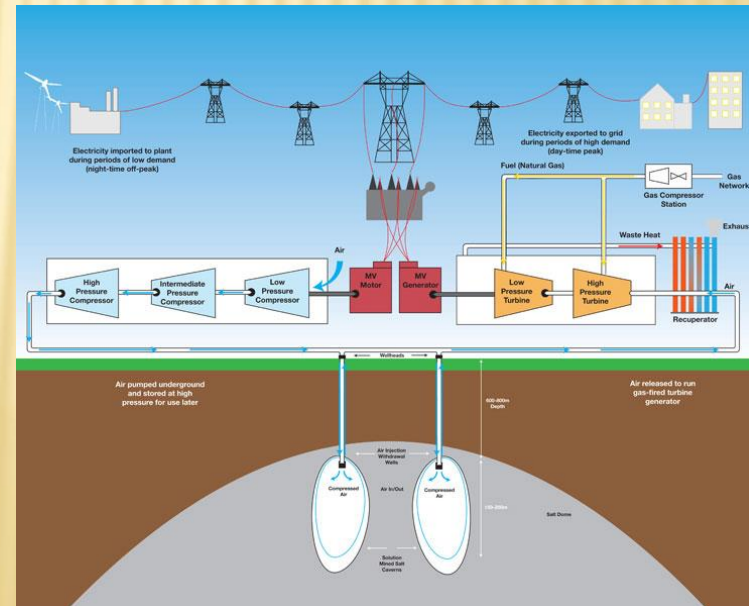 Electricity imported to plant
during periods of low demand
(night-time off-peak)
Electricity exported to grid
during periods of high demand
(day-time peak)
Fuel (Natural Gas)
Gas Compressor
Station
Gas
Network
Waste Heat
Exhaust
Air
High
Pressure
Compressor
Intermediate
Pressure
Compressor
Low
Pressure
Compressor
MV
Motor
MV
Generator
Low
Pressure
Turbine
High
Pressure
Turbine
Air
Recuperator
Wellheads
Air pumped underground
and stored at high
pressure for use later
Air released to run
gas-fired turbine
generator
Depth
Air Injection
Withdrawal
Wells
Compressed
Air
Air In/Out
Compressed
Air
Salt Dome
Solution
Mined Salt
Caverns